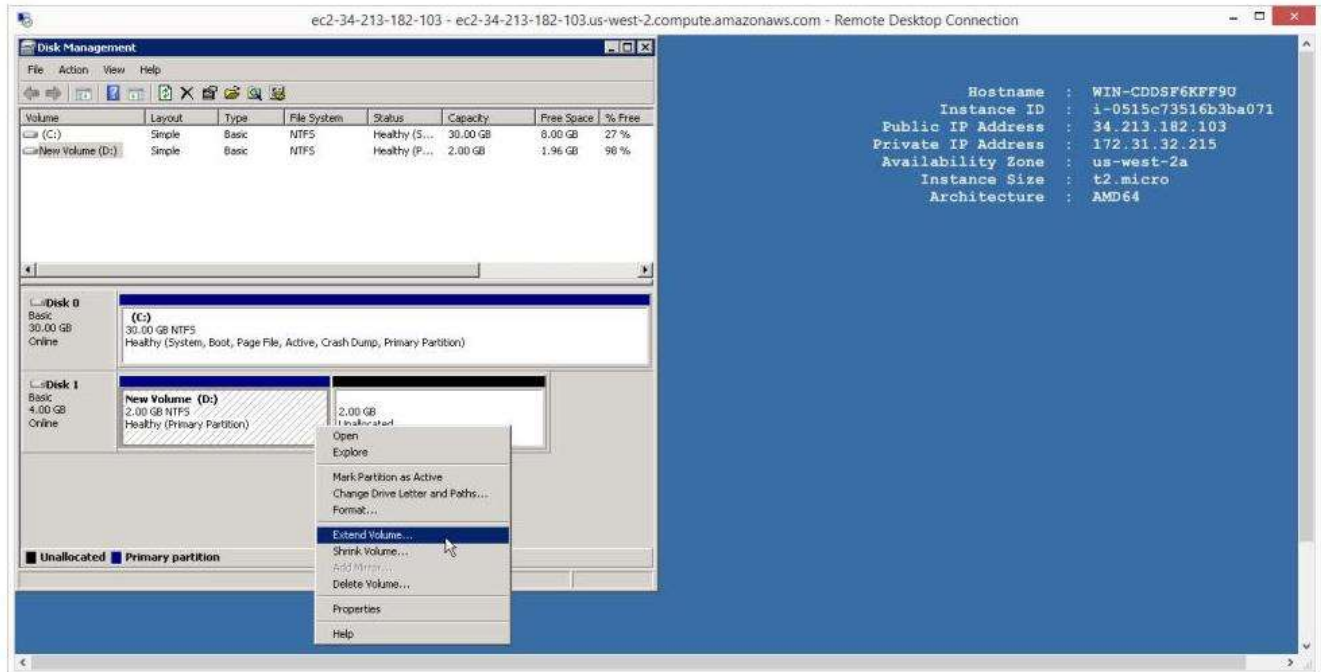 ec2-34-213-182-103 - ec2-34-213-182-103.us-west-2.compute.amazonaws.com - Remote Desktop Connection
Disk Management
File Action View Help
Volume Layout Type File System Status Capacity Free Space % Free
(C:) Simple Basic NTFS Healthy (S... 30.00 GB 8.00 GB 27 %
New Volume (D:) Simple Basic NTFS Healthy (P... 2.00 GB 1.96 GB 98 %
Hostname : WIN-CDDSF6KFF9U
Instance ID : i-0515c73516b3ba071
Public IP Address : 34.213.182.103
Private IP Address : 172.31.32.215
Availability Zone : us-west-2a
Instance Size : t2.micro
Architecture : AMD64
Disk 0
Basic
30.00 GB
Online
(C:)
30.00 GB NTFS
Healthy (System, Boot, Page File, Active, Crash Dump, Primary Partition)
Disk 1
Basic
4.00 GB
Online
New Volume (D:)
2.00 GB NTFS
Healthy (Primary Partition)
2.00 GB
Unallocated
Open
Explore
Mark Partition as Active
Change Drive Letter and Paths...
Format...
Extend Volume...
Shrink Volume...
Add Mirror...
Delete Volume...
Properties
Help
Unallocated Primary partition